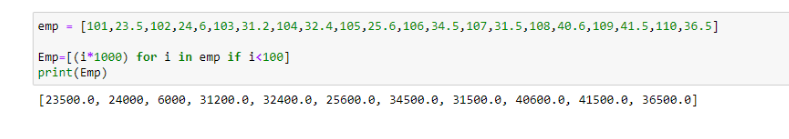 emp = [101,23.5,102,24,6,103,31.2,104,32.4,105,25.6,106,34.5,107,31.5,108,40.6,109,41.5,110,36.5]
Emp=[(i*1000) for i in emp if i<100]
print(Emp)
[23500.0, 24000, 6000, 31200.0, 32400.0, 25600.0, 34500.0, 31500.0, 40600.0, 41500.0, 36500.0]